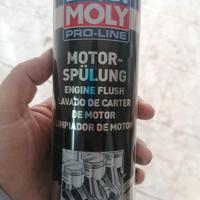 LIQUI
MOLY
PRO-LINE
MOTOR-
SPÜLUNG
ENGINE FLUSH
LAVADO DE CARTER
DE MOTOR
LIMPIADOR DE MOTOR